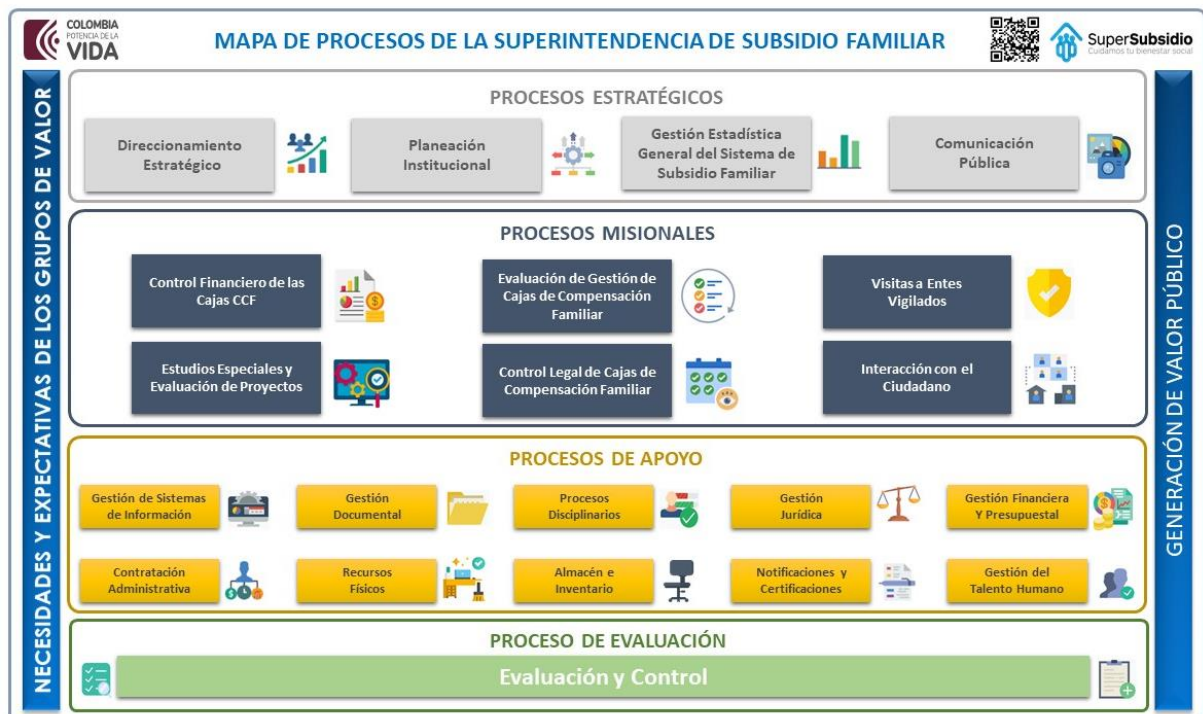 COLOMBIA
POTENCIA DE LA
VIDA
MAPA DE PROCESOS DE LA SUPERINTENDENCIA DE SUBSIDIO FAMILIAR
SuperSubsidio
Cuidamos tu bienestar social
NECESIDADES Y EXPECTATIVAS DE LOS GRUPOS DE VALOR
PROCESOS ESTRATÉGICOS
Direccionamiento
Estratégico
Planeación
Institucional
Gestión Estadística
General del Sistema de
Subsidio Familiar
Comunicación
Pública
PROCESOS MISIONALES
Control Financiero de las
Cajas CCF
Evaluación de Gestión de
Cajas de Compensación
Familiar
Visitas a Entes
Vigilados
Estudios Especiales y
Evaluación de Proyectos
Control Legal de Cajas de
Compensación Familiar
Interacción con el
Ciudadano
PROCESOS DE APOYO
Gestión de Sistemas
de Información
Gestión
Documental
Procesos
Disciplinarios
Gestión
Jurídica
Gestión Financiera
Y Presupuestal
Contratación
Administrativa
Recursos
Físicos
Almacén e
Inventario
Notificaciones y
Certificaciones
Gestión del
Talento Humano
PROCESO DE EVALUACIÓN
Evaluación y Control
GENERACIÓN DE VALOR PÚBLICO